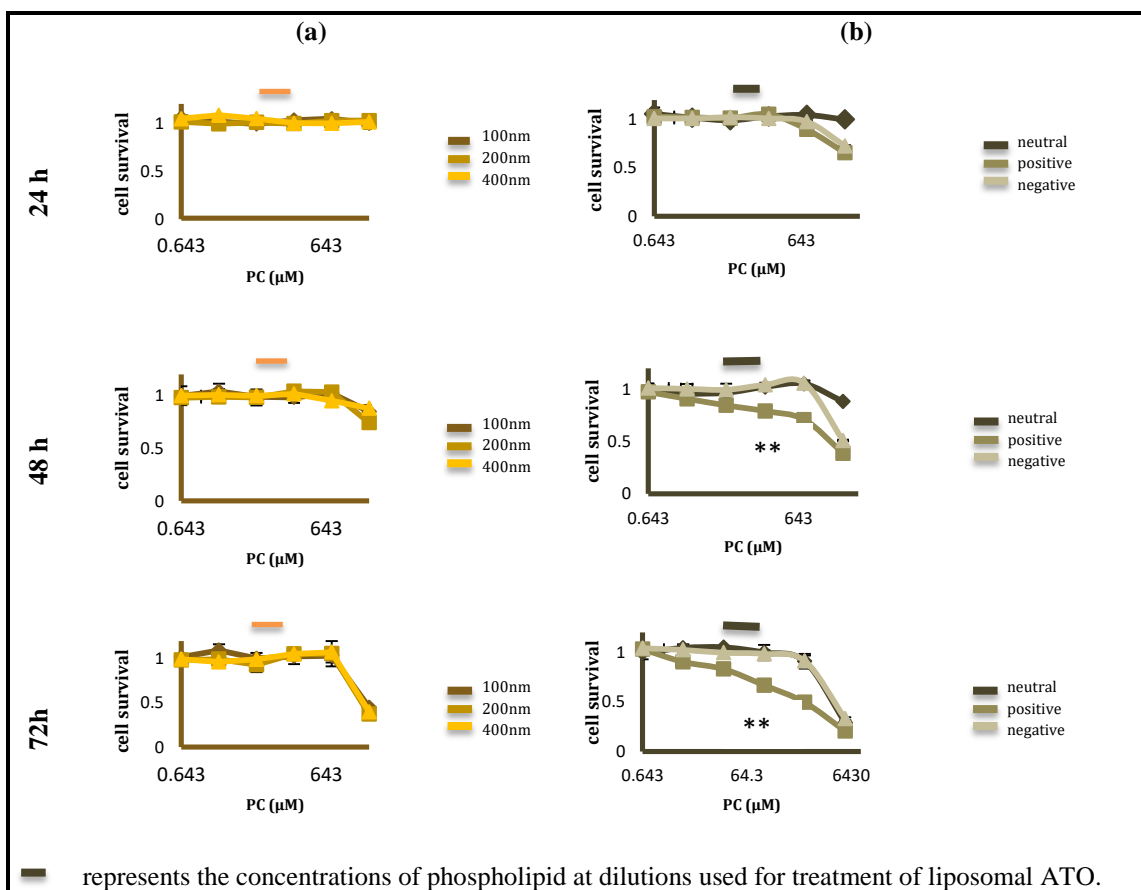 (a)
(b)
24 h
cell survival
1
0.5
0
0.643
643
PC (μM)
100nm
200nm
400nm
cell survival
1
0.5
0
0.643
643
PC (μM)
neutral
positive
negative
48 h
cell survival
1
0.5
0
0.643
643
PC (μM)
100nm
200nm
400nm
cell survival
1
0.5
0
**
0.643
643
PC (μM)
neutral
positive
negative
72h
cell survival
1
0.5
0
0.643
643
PC (μM)
100nm
200nm
400nm
cell survival
1
0.5
0
**
0.643
64.3
6430
PC (μM)
neutral
positive
negative
represents the concentrations of phospholipid at dilutions used for treatment of liposomal ATO.